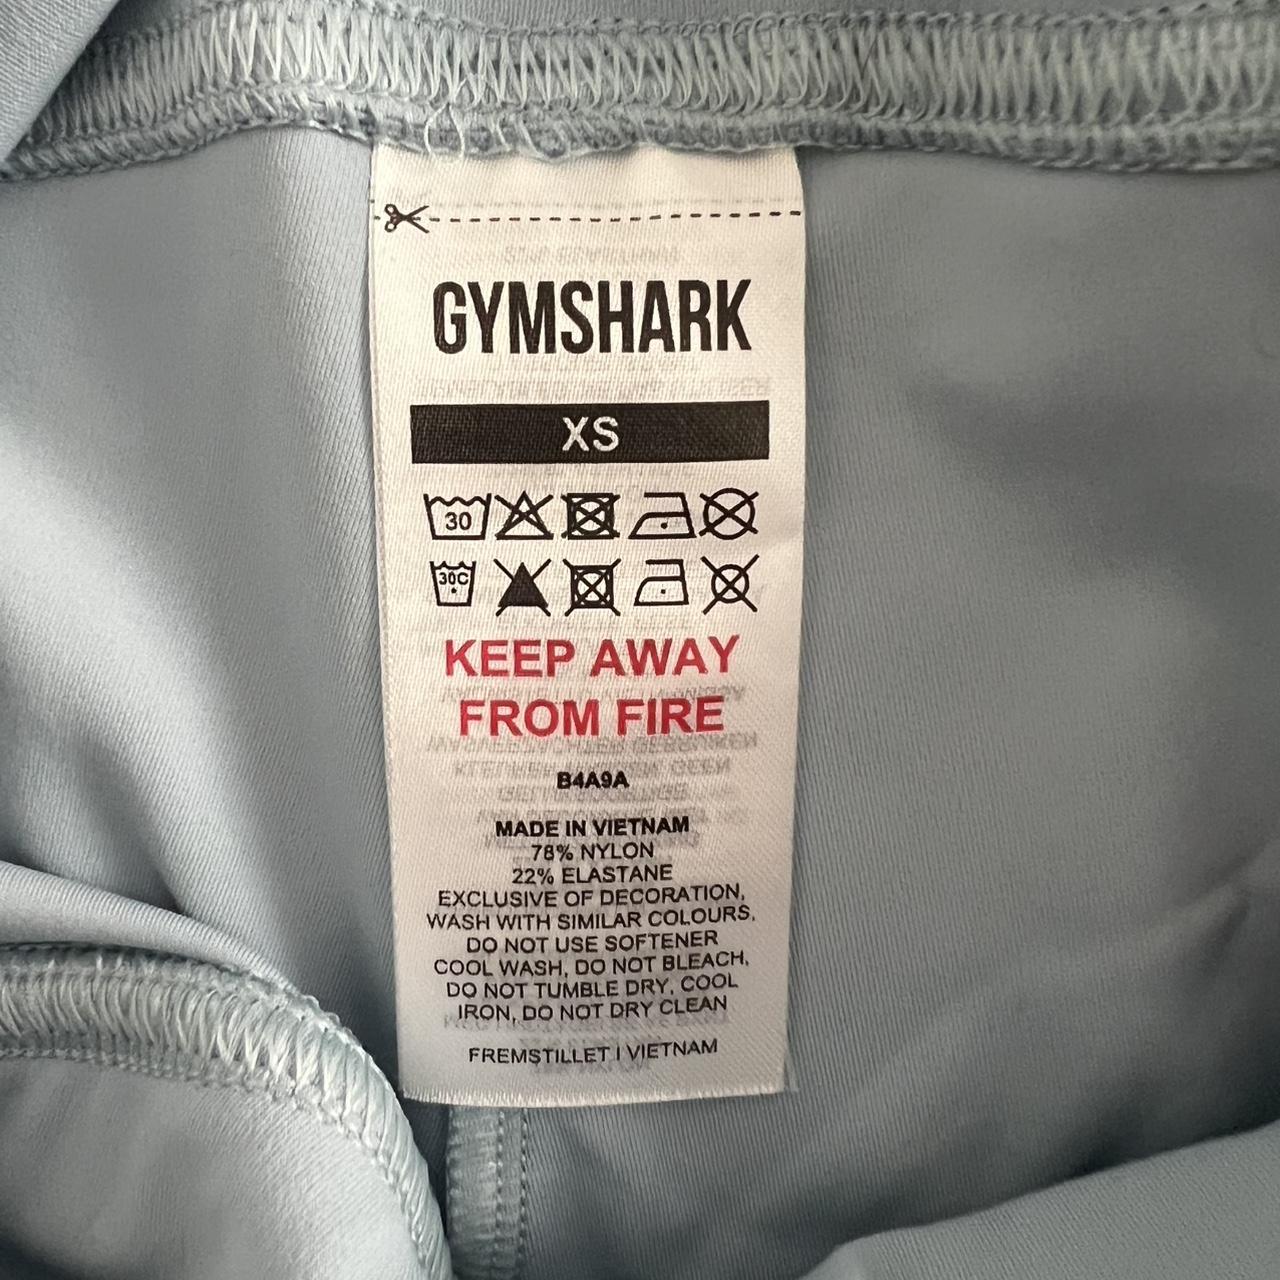 GYMSHARK
XS
30
30C
KEEP AWAY
FROM FIRE
B4A9A
MADE IN VIETNAM
78% NYLON
22% ELASTANE
EXCLUSIVE OF DECORATION,
WASH WITH SIMILAR COLOURS,
DO NOT USE SOFTENER
COOL WASH, DO NOT BLEACH,
DO NOT TUMBLE DRY, COOL
IRON, DO NOT DRY CLEAN
FREMSTILLET I VIETNAM